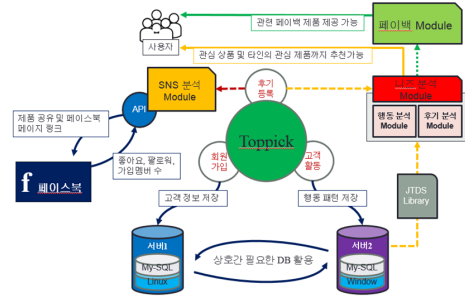 관련 페이백 제품 제공 가능
페이백 Module
사용자
관심 상품 및 타인의 관심 제품까지 추천가능
SNS 분석
Module
후기
등록
니즈 분석
Module
행동 분석
Module
후기 분석
Module
API
제품 공유 및 페이스북
페이지 링크
Toppick
f 페이스북
좋아요, 팔로워,
가입멤버 수
회원
가입
고객
활동
JTDS
Library
고객 정보 저장
행동 패턴 저장
서버1
My-SQL
Linux
상호간 필요한 DB 활용
서버2
My-SQL
Window